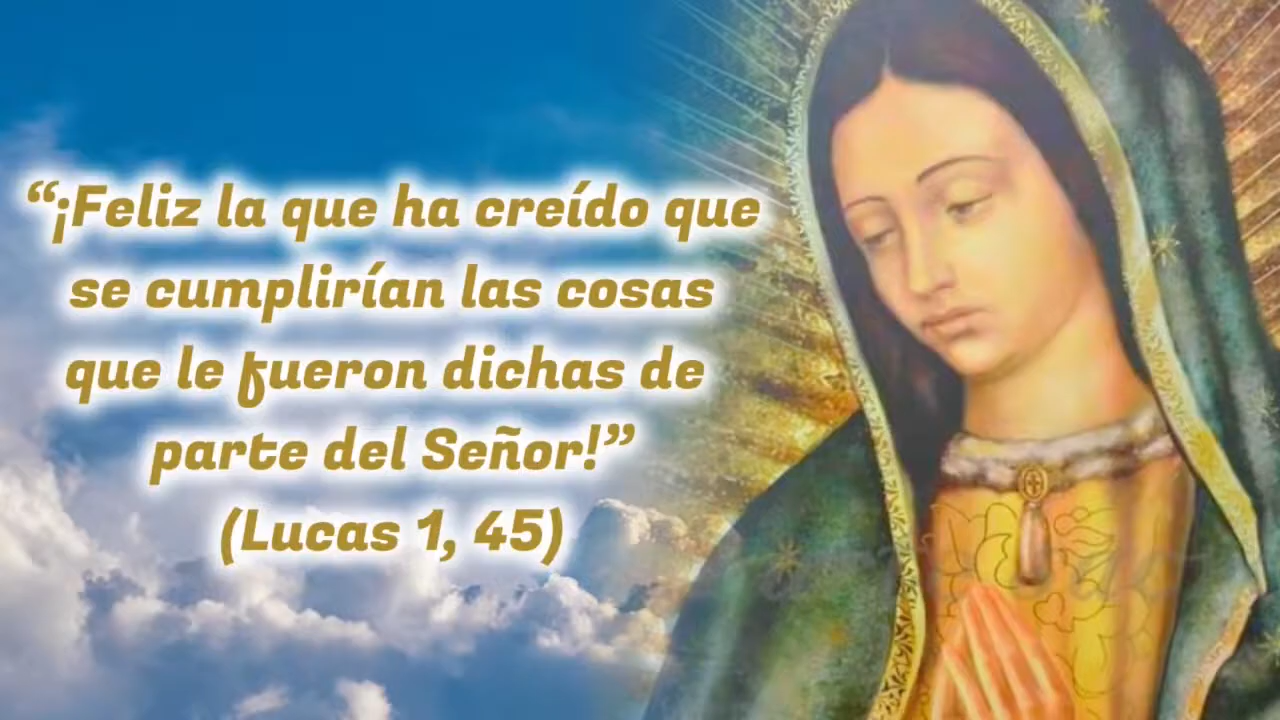 “¡Feliz la que ha creído que
se cumplirían las cosas
que le fueron dichas de
parte del Señor!”
(Lucas 1, 45)